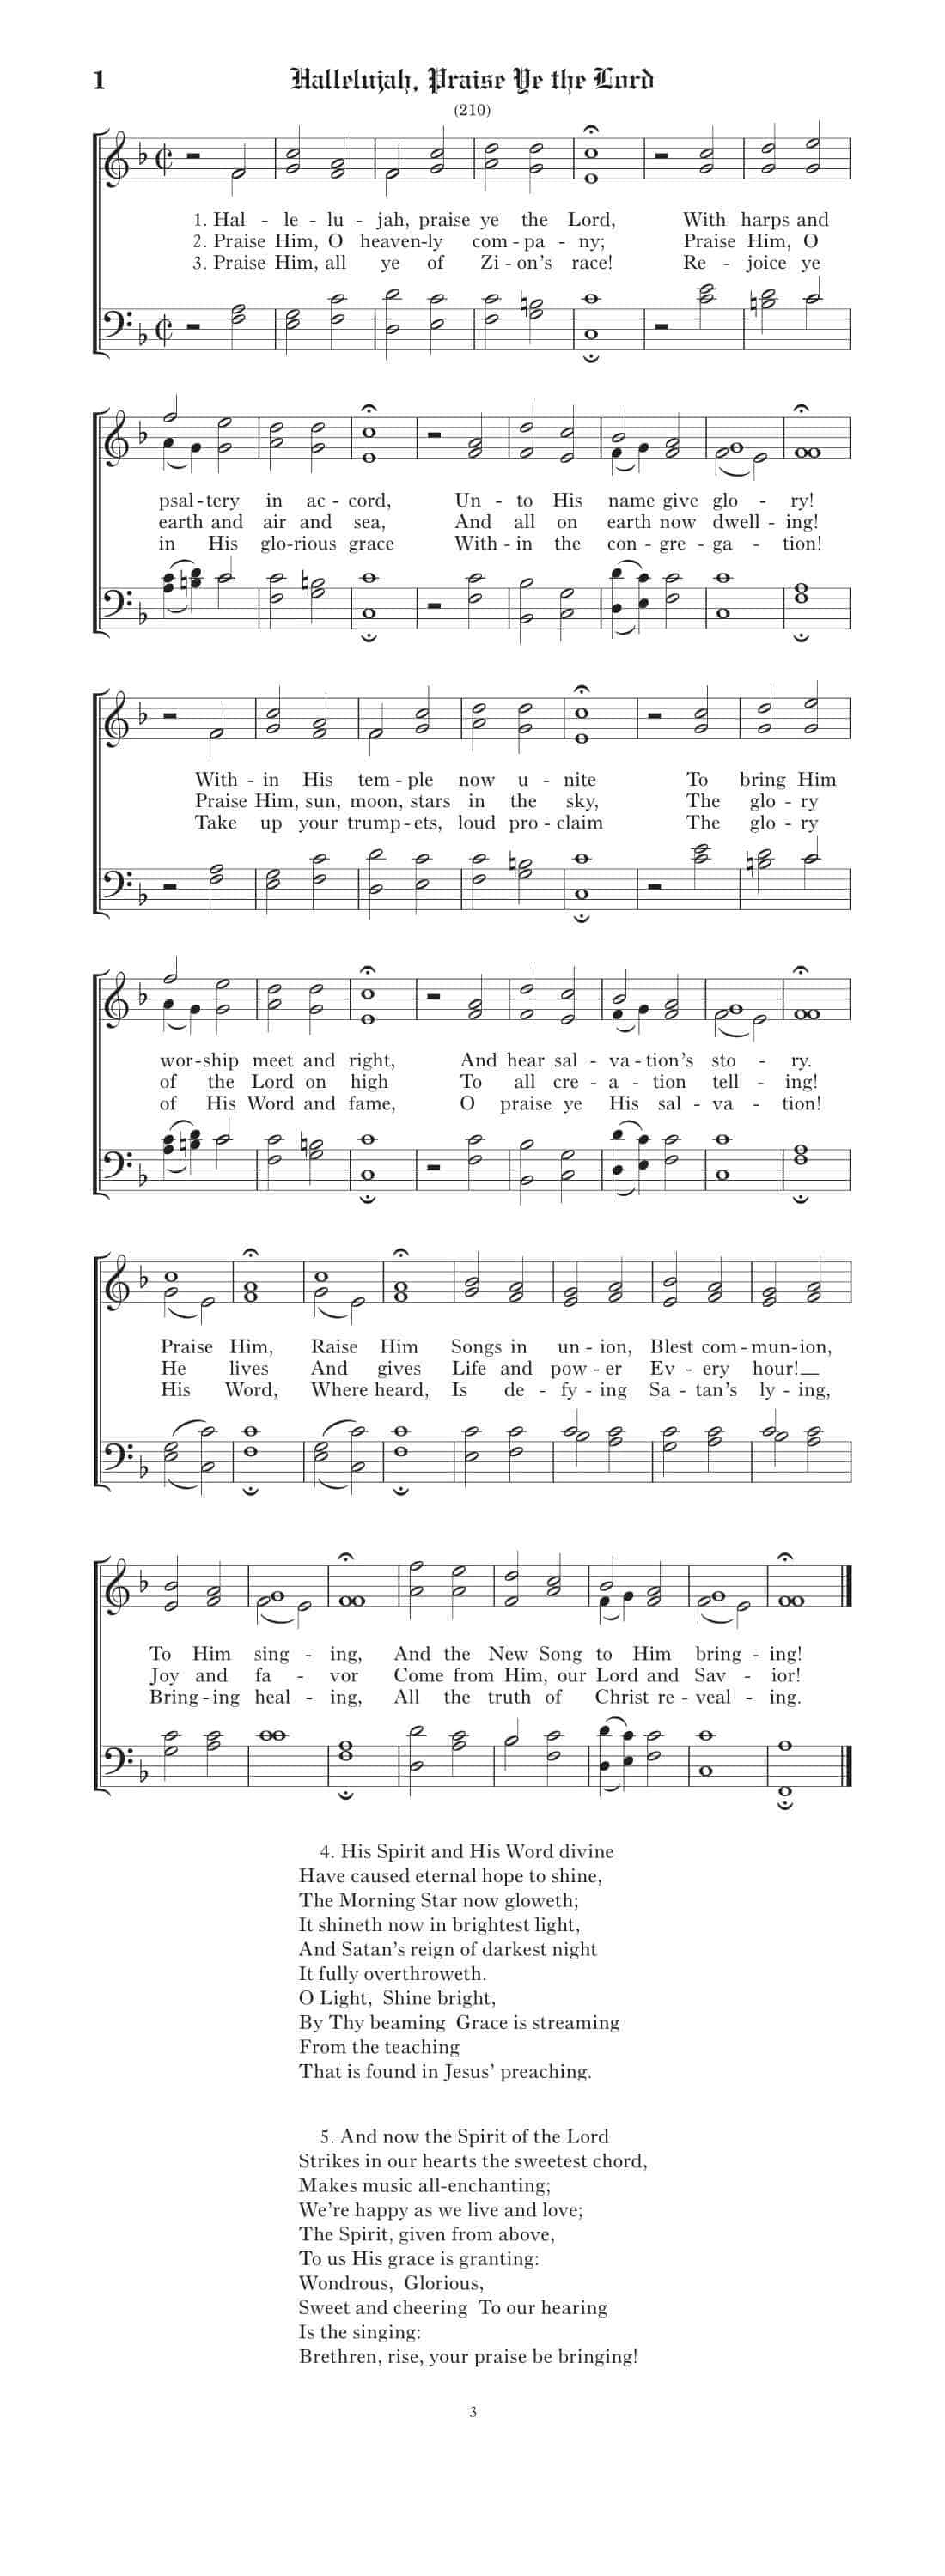 1 Hallelujah, Praise Ye the Lord
(210)
1. Hal - le - lu - jah, praise ye the Lord, With harps and
2. Praise Him, O heaven-ly com - pa - ny; Praise Him, O
3. Praise Him, all ye of Zi - on's race! Re - joice ye
psal - tery in ac - cord, Un - to His name give glo - ry!
earth and air and sea, And all on earth now dwell - ing!
in His glo - rious grace With - in the con - gre - ga - tion!
With - in His tem - ple now u - nite To bring Him
Praise Him, sun, moon, stars in the sky, The glo - ry
Take up your trump - ets, loud pro - claim The glo - ry
wor - ship meet and right, And hear sal - va - tion's sto - ry.
of the Lord on high To all cre - a - tion tell - ing!
of His Word and fame, O praise ye His sal - va - tion!
Praise Him, Raise Him Songs in un - ion, Blest com - mun - ion,
He lives And gives Life and pow - er Ev - ery hour!
His Word, Where heard, Is de - fy - ing Sa - tan's ly - ing,
To Him sing - ing, And the New Song to Him bring - ing!
Joy and fa - vor Come from Him, our Lord and Sav - ior!
Bring - ing heal - ing, All the truth of Christ re - veal - ing.
4. His Spirit and His Word divine
Have caused eternal hope to shine,
The Morning Star now gloweth;
It shineth now in brightest light,
And Satan's reign of darkest night
It fully overthroweth.
O Light, Shine bright,
By Thy beaming Grace is streaming
From the teaching
That is found in Jesus' preaching.
5. And now the Spirit of the Lord
Strikes in our hearts the sweetest chord,
Makes music all-enchanting;
We're happy as we live and love;
The Spirit, given from above,
To us His grace is granting:
Wondrous, Glorious,
Sweet and cheering To our hearing
Is the singing:
Brethren, rise, your praise be bringing!
3